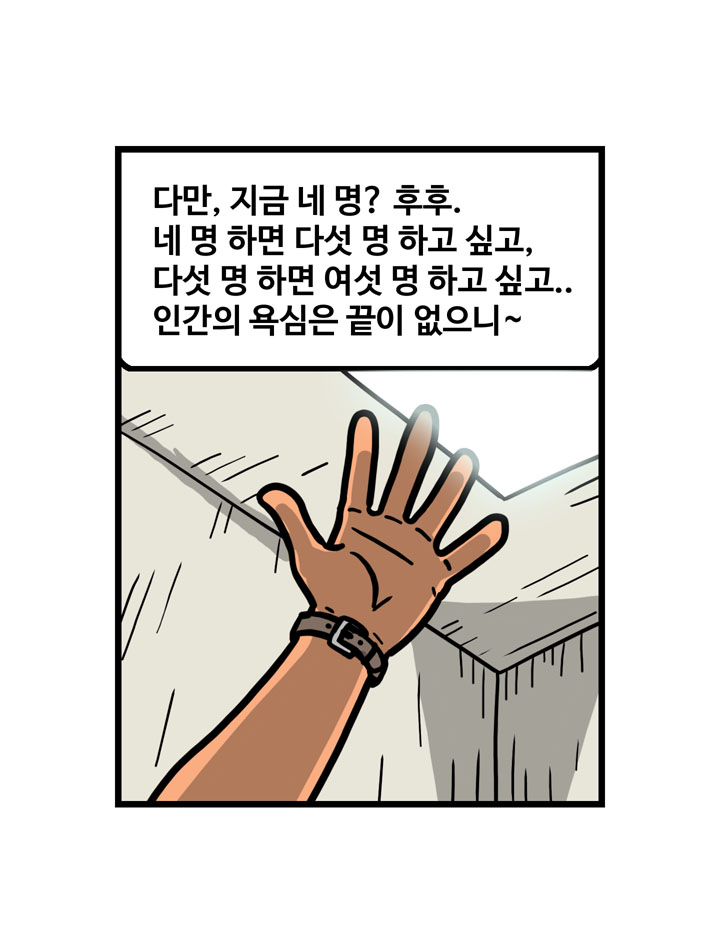 다만, 지금 네 명? 후후.
네 명 하면 다섯 명 하고 싶고,
다섯 명 하면 여섯 명 하고 싶고..
인간의 욕심은 끝이 없으니~